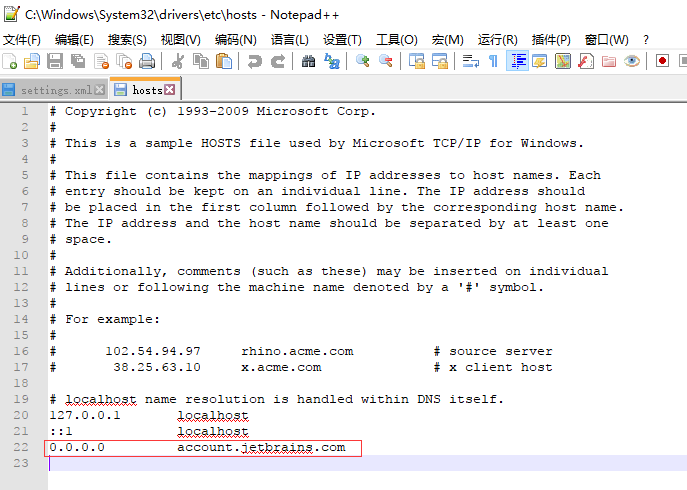 C:\Windows\System32\drivers\etc\hosts - Notepad++
文件(F) 编辑(E) 搜索(S) 视图(V) 编码(N) 语言(L) 设置(T) 工具(O) 宏(M) 运行(R) 插件(P) 窗口(W) ?
settings.xml hosts
1 # Copyright (c) 1993-2009 Microsoft Corp.
2 #
3 # This is a sample HOSTS file used by Microsoft TCP/IP for Windows.
4 #
5 # This file contains the mappings of IP addresses to host names. Each
6 # entry should be kept on an individual line. The IP address should
7 # be placed in the first column followed by the corresponding host name.
8 # The IP address and the host name should be separated by at least one
9 # space.
10 #
11 # Additionally, comments (such as these) may be inserted on individual
12 # lines or following the machine name denoted by a '#' symbol.
13 #
14 # For example:
15 #
16 #      102.54.94.97     rhino.acme.com          # source server
17 #       38.25.63.10     x.acme.com              # x client host
18
19 # localhost name resolution is handled within DNS itself.
20 127.0.0.1       localhost
21 ::1             localhost
22 0.0.0.0         account.jetbrains.com
23